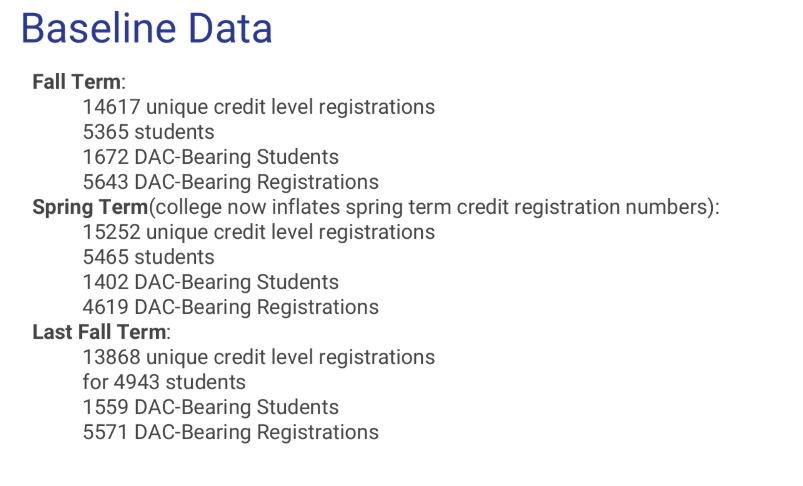 Baseline Data
Fall Term:
14617 unique credit level registrations
5365 students
1672 DAC-Bearing Students
5643 DAC-Bearing Registrations
Spring Term(college now inflates spring term credit registration numbers):
15252 unique credit level registrations
5465 students
1402 DAC-Bearing Students
4619 DAC-Bearing Registrations
Last Fall Term:
13868 unique credit level registrations
for 4943 students
1559 DAC-Bearing Students
5571 DAC-Bearing Registrations